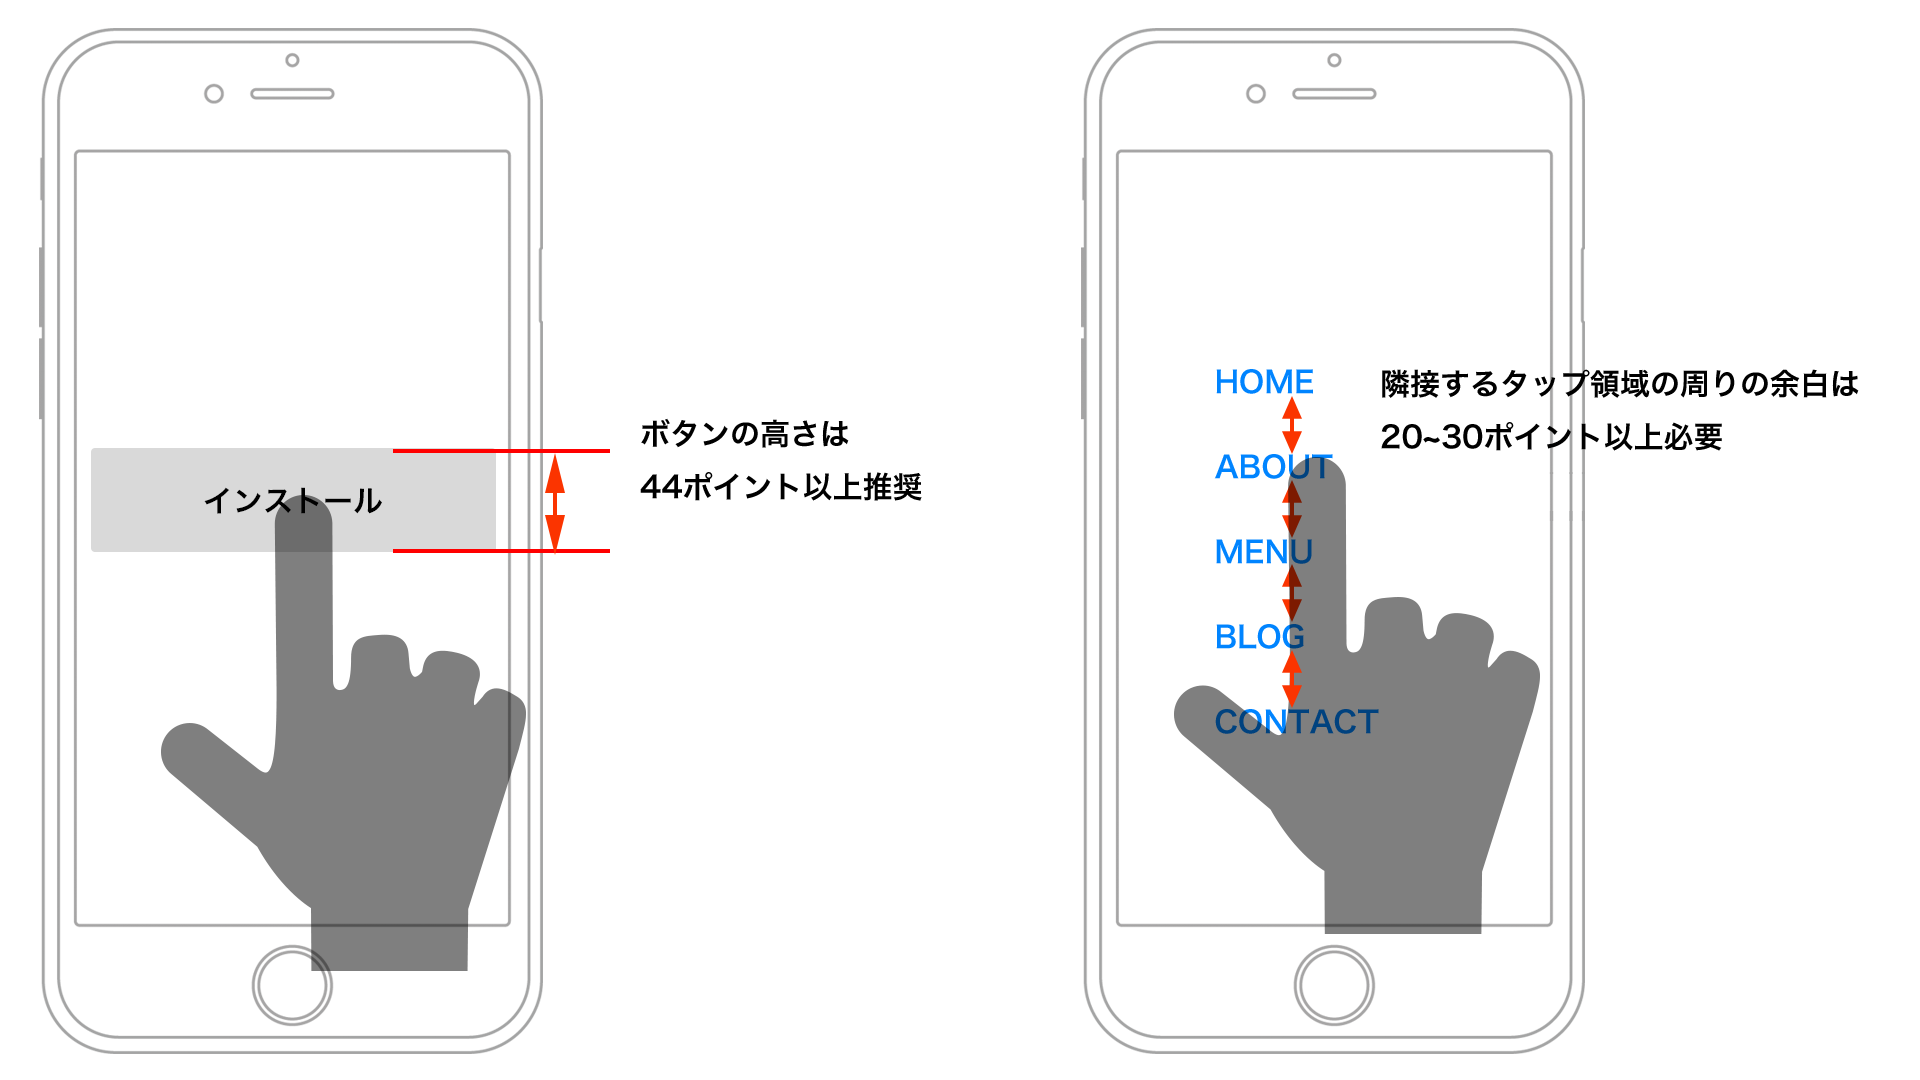 インストール
ボタンの高さは
44ポイント以上推奨
HOME
ABOUT
MENU
BLOG
CONTACT
隣接するタップ領域の周りの余白は
20~30ポイント以上必要